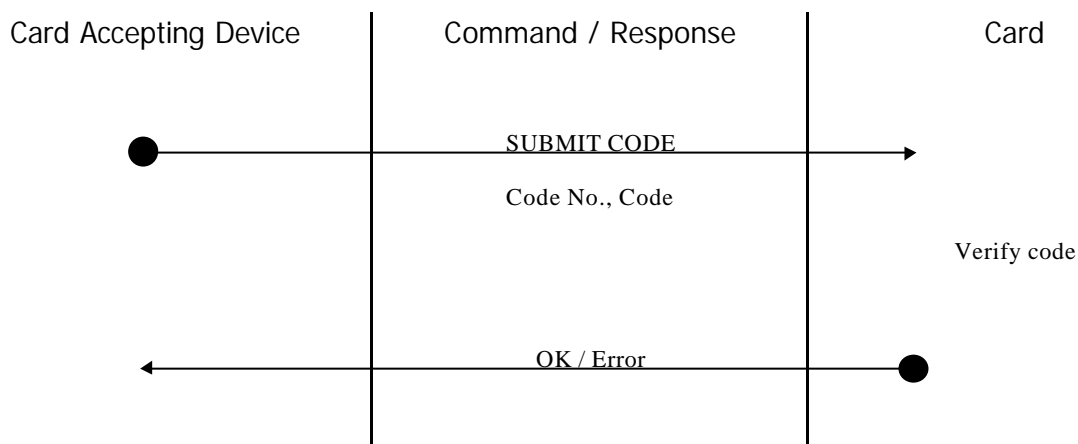 Card Accepting Device
Command / Response
Card
SUBMIT CODE
Code No., Code
Verify code
OK / Error